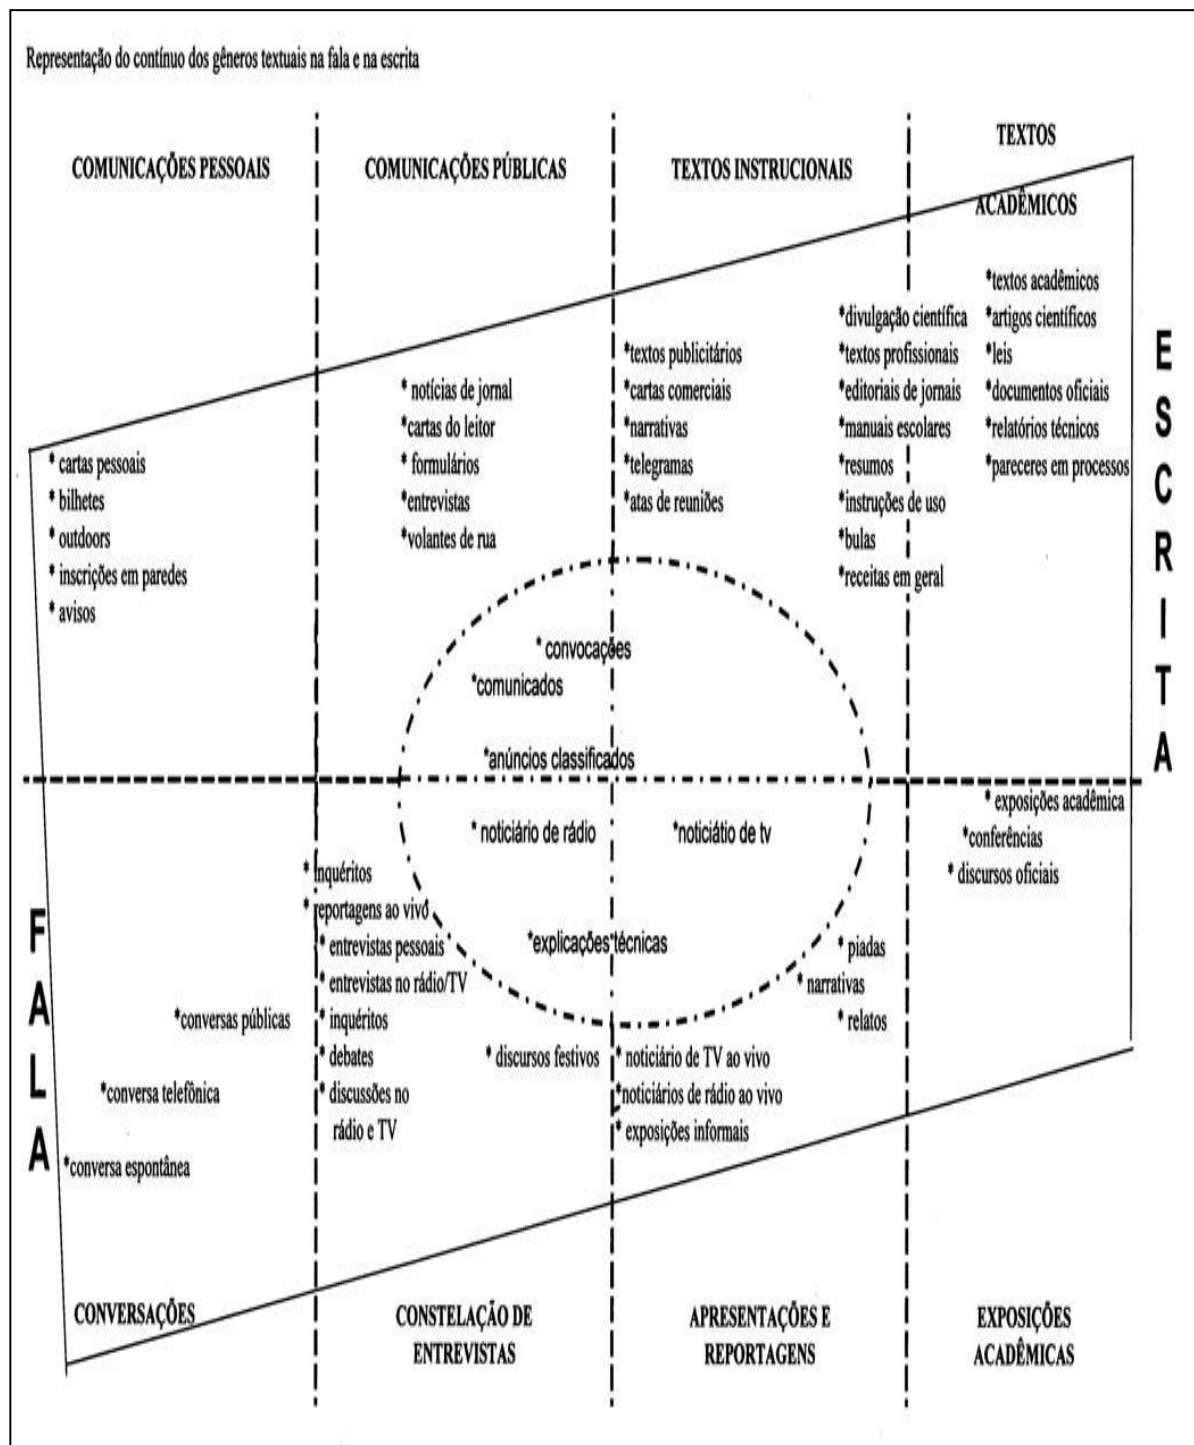 Representação do contínuo dos gêneros textuais na fala e na escrita
COMUNICAÇÕES PESSOAIS
COMUNICAÇÕES PÚBLICAS
TEXTOS INSTRUCIONAIS
TEXTOS
ACADÊMICOS
* cartas pessoais
* bilhetes
* outdoors
* inscrições em paredes
* avisos
* notícias de jornal
*cartas do leitor
* formulários
*entrevistas
*volantes de rua
*textos publicitários
*cartas comerciais
*narrativas
*telegramas
*atas de reuniões
*divulgação científica
*textos profissionais
*editoriais de jornais
*manuais escolares
*resumos
*instruções de uso
*bulas
*receitas em geral
*textos acadêmicos
*artigos científicos
*leis
*documentos oficiais
*relatórios técnicos
*pareceres em processos
ESCRITA
* convocações
*comunicados
*anúncios classificados
* noticiário de rádio
*noticiátio de tv
*explicações técnicas
FALA
*conversas públicas
*conversa telefônica
*conversa espontânea
* inquéritos
* reportagens ao vivo
* entrevistas pessoais
* entrevistas no rádio/TV
* inquéritos
* debates
* discussões no
rádio e TV
* discursos festivos
* piadas
* narrativas
* relatos
* noticiário de TV ao vivo
*noticiários de rádio ao vivo
* exposições informais
* exposições acadêmica
*conferências
* discursos oficiais
CONVERSAÇÕES
CONSTELAÇÃO DE
ENTREVISTAS
APRESENTAÇÕES E
REPORTAGENS
EXPOSIÇÕES
ACADÊMICAS